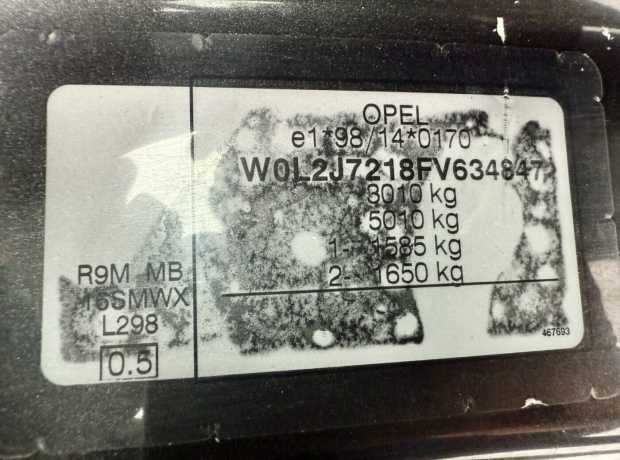 OPEL
e1*98/14*0170
W0L2J7218FV634847
3010 kg
5010 kg
1- 1585 kg
2- 1650 kg
R9M MB
16SMWX
L298
0.5
467693